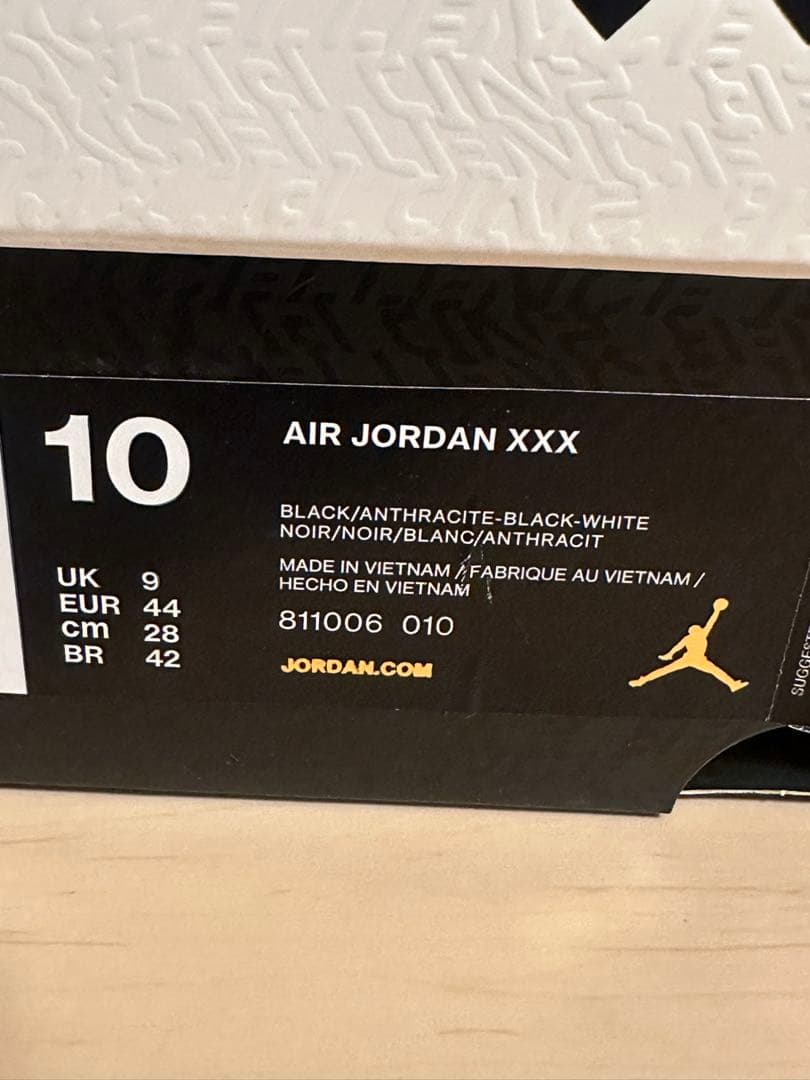 10
AIR JORDAN XXX
BLACK/ANTHRACITE-BLACK-WHITE
NOIR/NOIR/BLANC/ANTHRACIT
MADE IN VIETNAM / FABRIQUE AU VIETNAM /
HECHO EN VIETNAM
811006 010
JORDAN.COM
UK 9
EUR 44
cm 28
BR 42